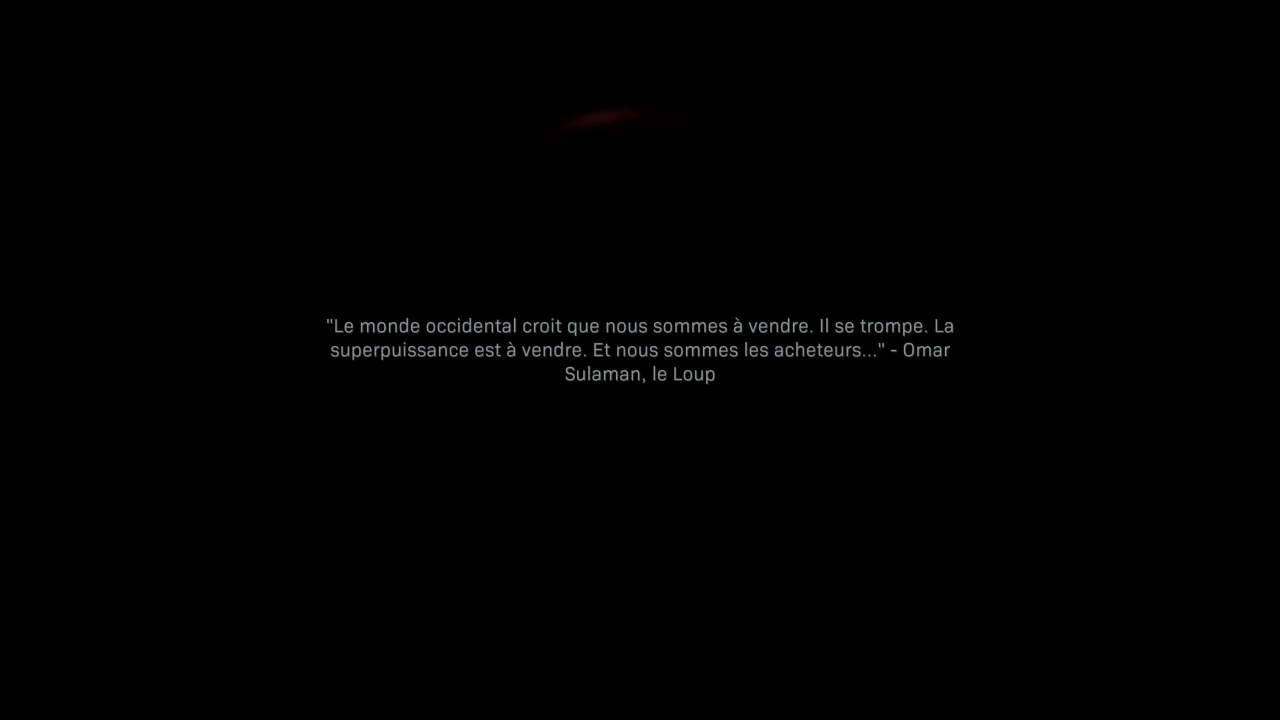 "Le monde occidental croit que nous sommes à vendre. Il se trompe. La
superpuissance est à vendre. Et nous sommes les acheteurs..." - Omar
Sulaman, le Loup